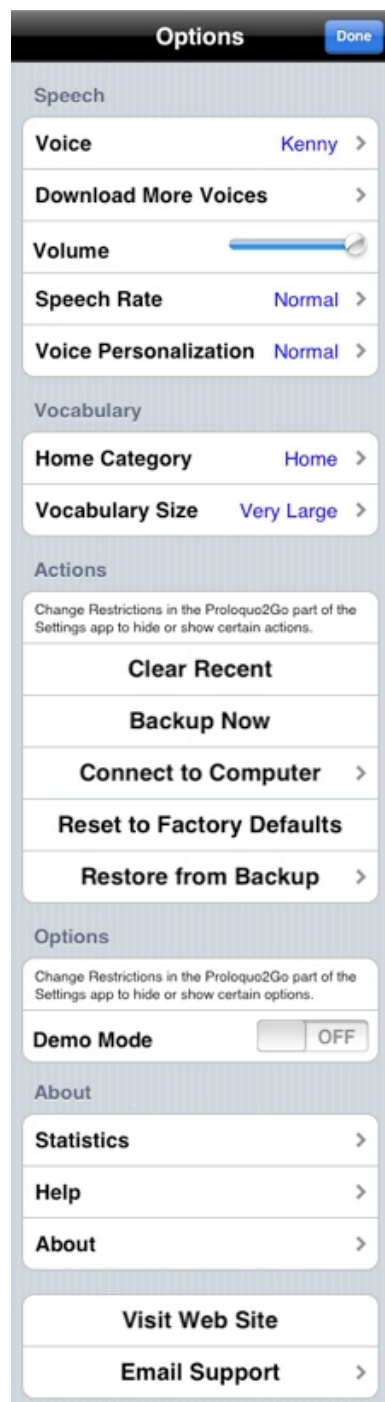 Options Done
Speech
Voice Kenny
Download More Voices
Volume
Speech Rate Normal
Voice Personalization Normal
Vocabulary
Home Category Home
Vocabulary Size Very Large
Actions
Change Restrictions in the Proloquo2Go part of the
Settings app to hide or show certain actions.
Clear Recent
Backup Now
Connect to Computer
Reset to Factory Defaults
Restore from Backup
Options
Change Restrictions in the Proloquo2Go part of the
Settings app to hide or show certain options.
Demo Mode OFF
About
Statistics
Help
About
Visit Web Site
Email Support